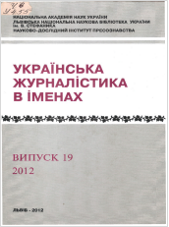 НАЦІОНАЛЬНА АКАДЕМІЯ НАУК УКРАЇНИ
ЛЬВІВСЬКА НАЦІОНАЛЬНА НАУКОВА БІБЛІОТЕКА УКРАЇНИ
ім. В. СТЕФАНИКА
НАУКОВО-ДОСЛІДНИЙ ІНСТИТУТ ПРЕСОЗНАВСТВА
УКРАЇНСЬКА
ЖУРНАЛІСТИКА
В ІМЕНАХ
ВИПУСК 19
2012
ЛЬВІВ - 2012